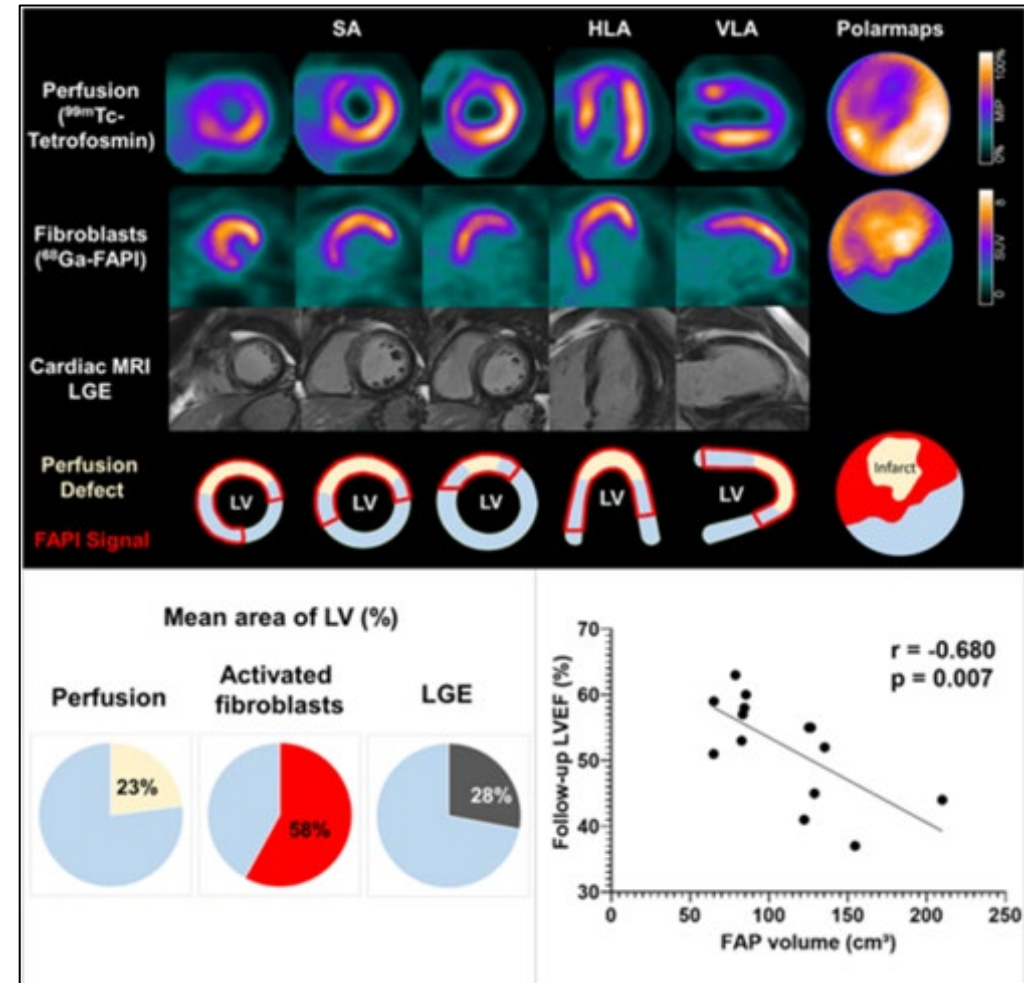 SA HLA VLA Polarmaps
Perfusion
(⁹⁹ᵐTc-
Tetrofosmin)
100%
MP
0%
Fibroblasts
(⁶⁸Ga-FAPI)
8
SUV
0
Cardiac MRI
LGE
Perfusion
Defect
FAPI Signal
LV LV LV LV LV Infarct
Mean area of LV (%)
Perfusion
Activated
fibroblasts
LGE
23% 58% 28%
r = -0.680
p = 0.007
Follow-up LVEF (%)
70
60
50
40
30
0 50 100 150 200 250
FAP volume (cm³)